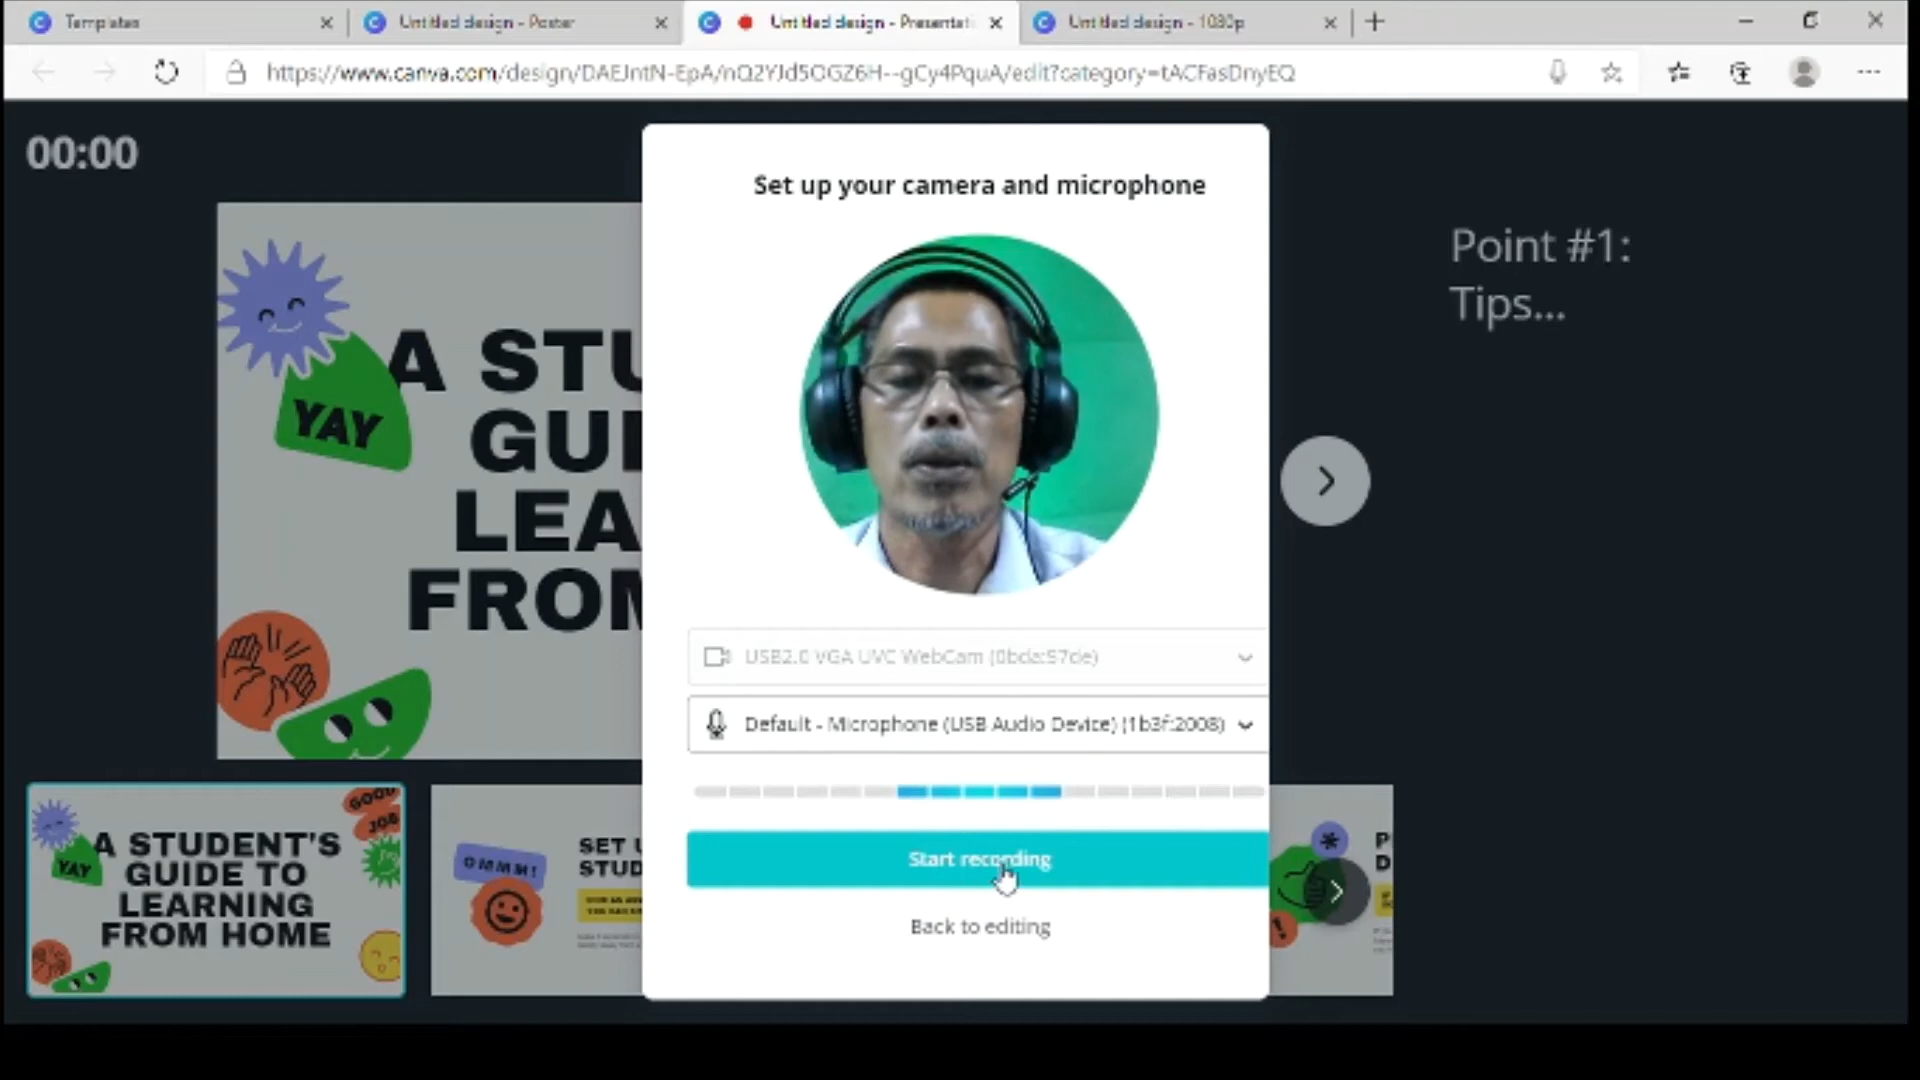 Templates
Untitled design - Poster
Untitled design - Presentati
Untitled design - 1080p
https://www.canva.com/design/DAEJntN-EpA/nQ2YJd5OGZ6H--gCy4PquA/edit?category=tACFasDnyEQ
00:00
Set up your camera and microphone
Point #1:
Tips...
YAY
A STU
GUI
LEA
FROM
USB2.0 VGA UVC WebCam (0bda:57de)
Default - Microphone (USB Audio Device) (1b3f:2008)
Start recording
Back to editing
GOOD
JOB
YAY
A STUDENT'S
GUIDE TO
LEARNING
FROM HOME
OMMM!
SET U
STUD
P
D